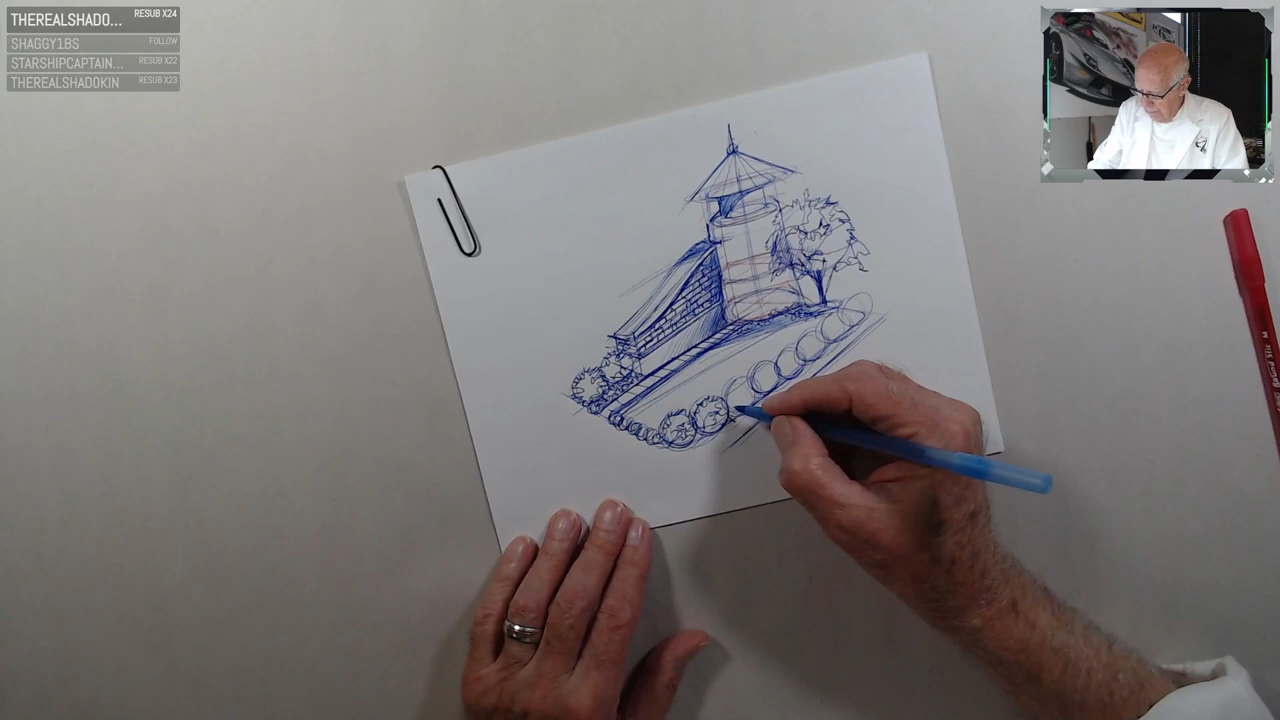 THEREALSHADO... RESUB X24
SHAGGY1BS FOLLOW
STARSHIPCAPTAIN... RESUB X22
THEREALSHADOKIN RESUB X23